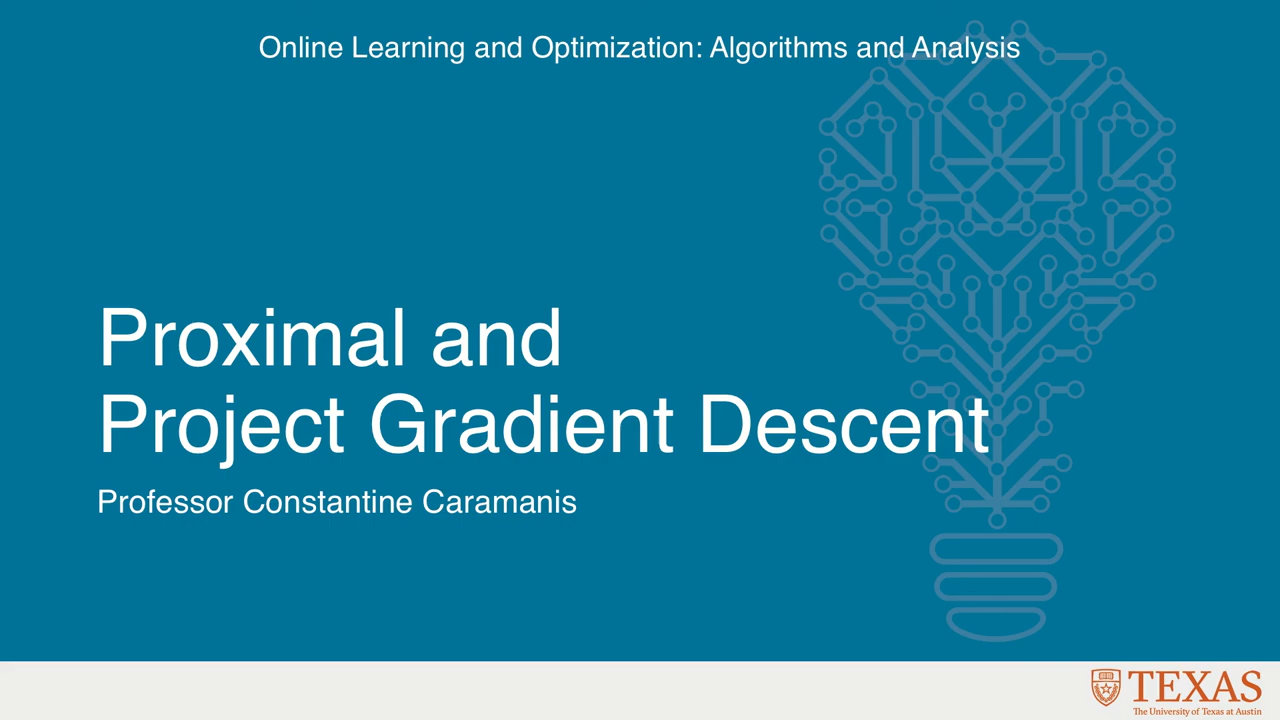 Online Learning and Optimization: Algorithms and Analysis
Proximal and
Project Gradient Descent
Professor Constantine Caramanis
TEXAS
The University of Texas at Austin